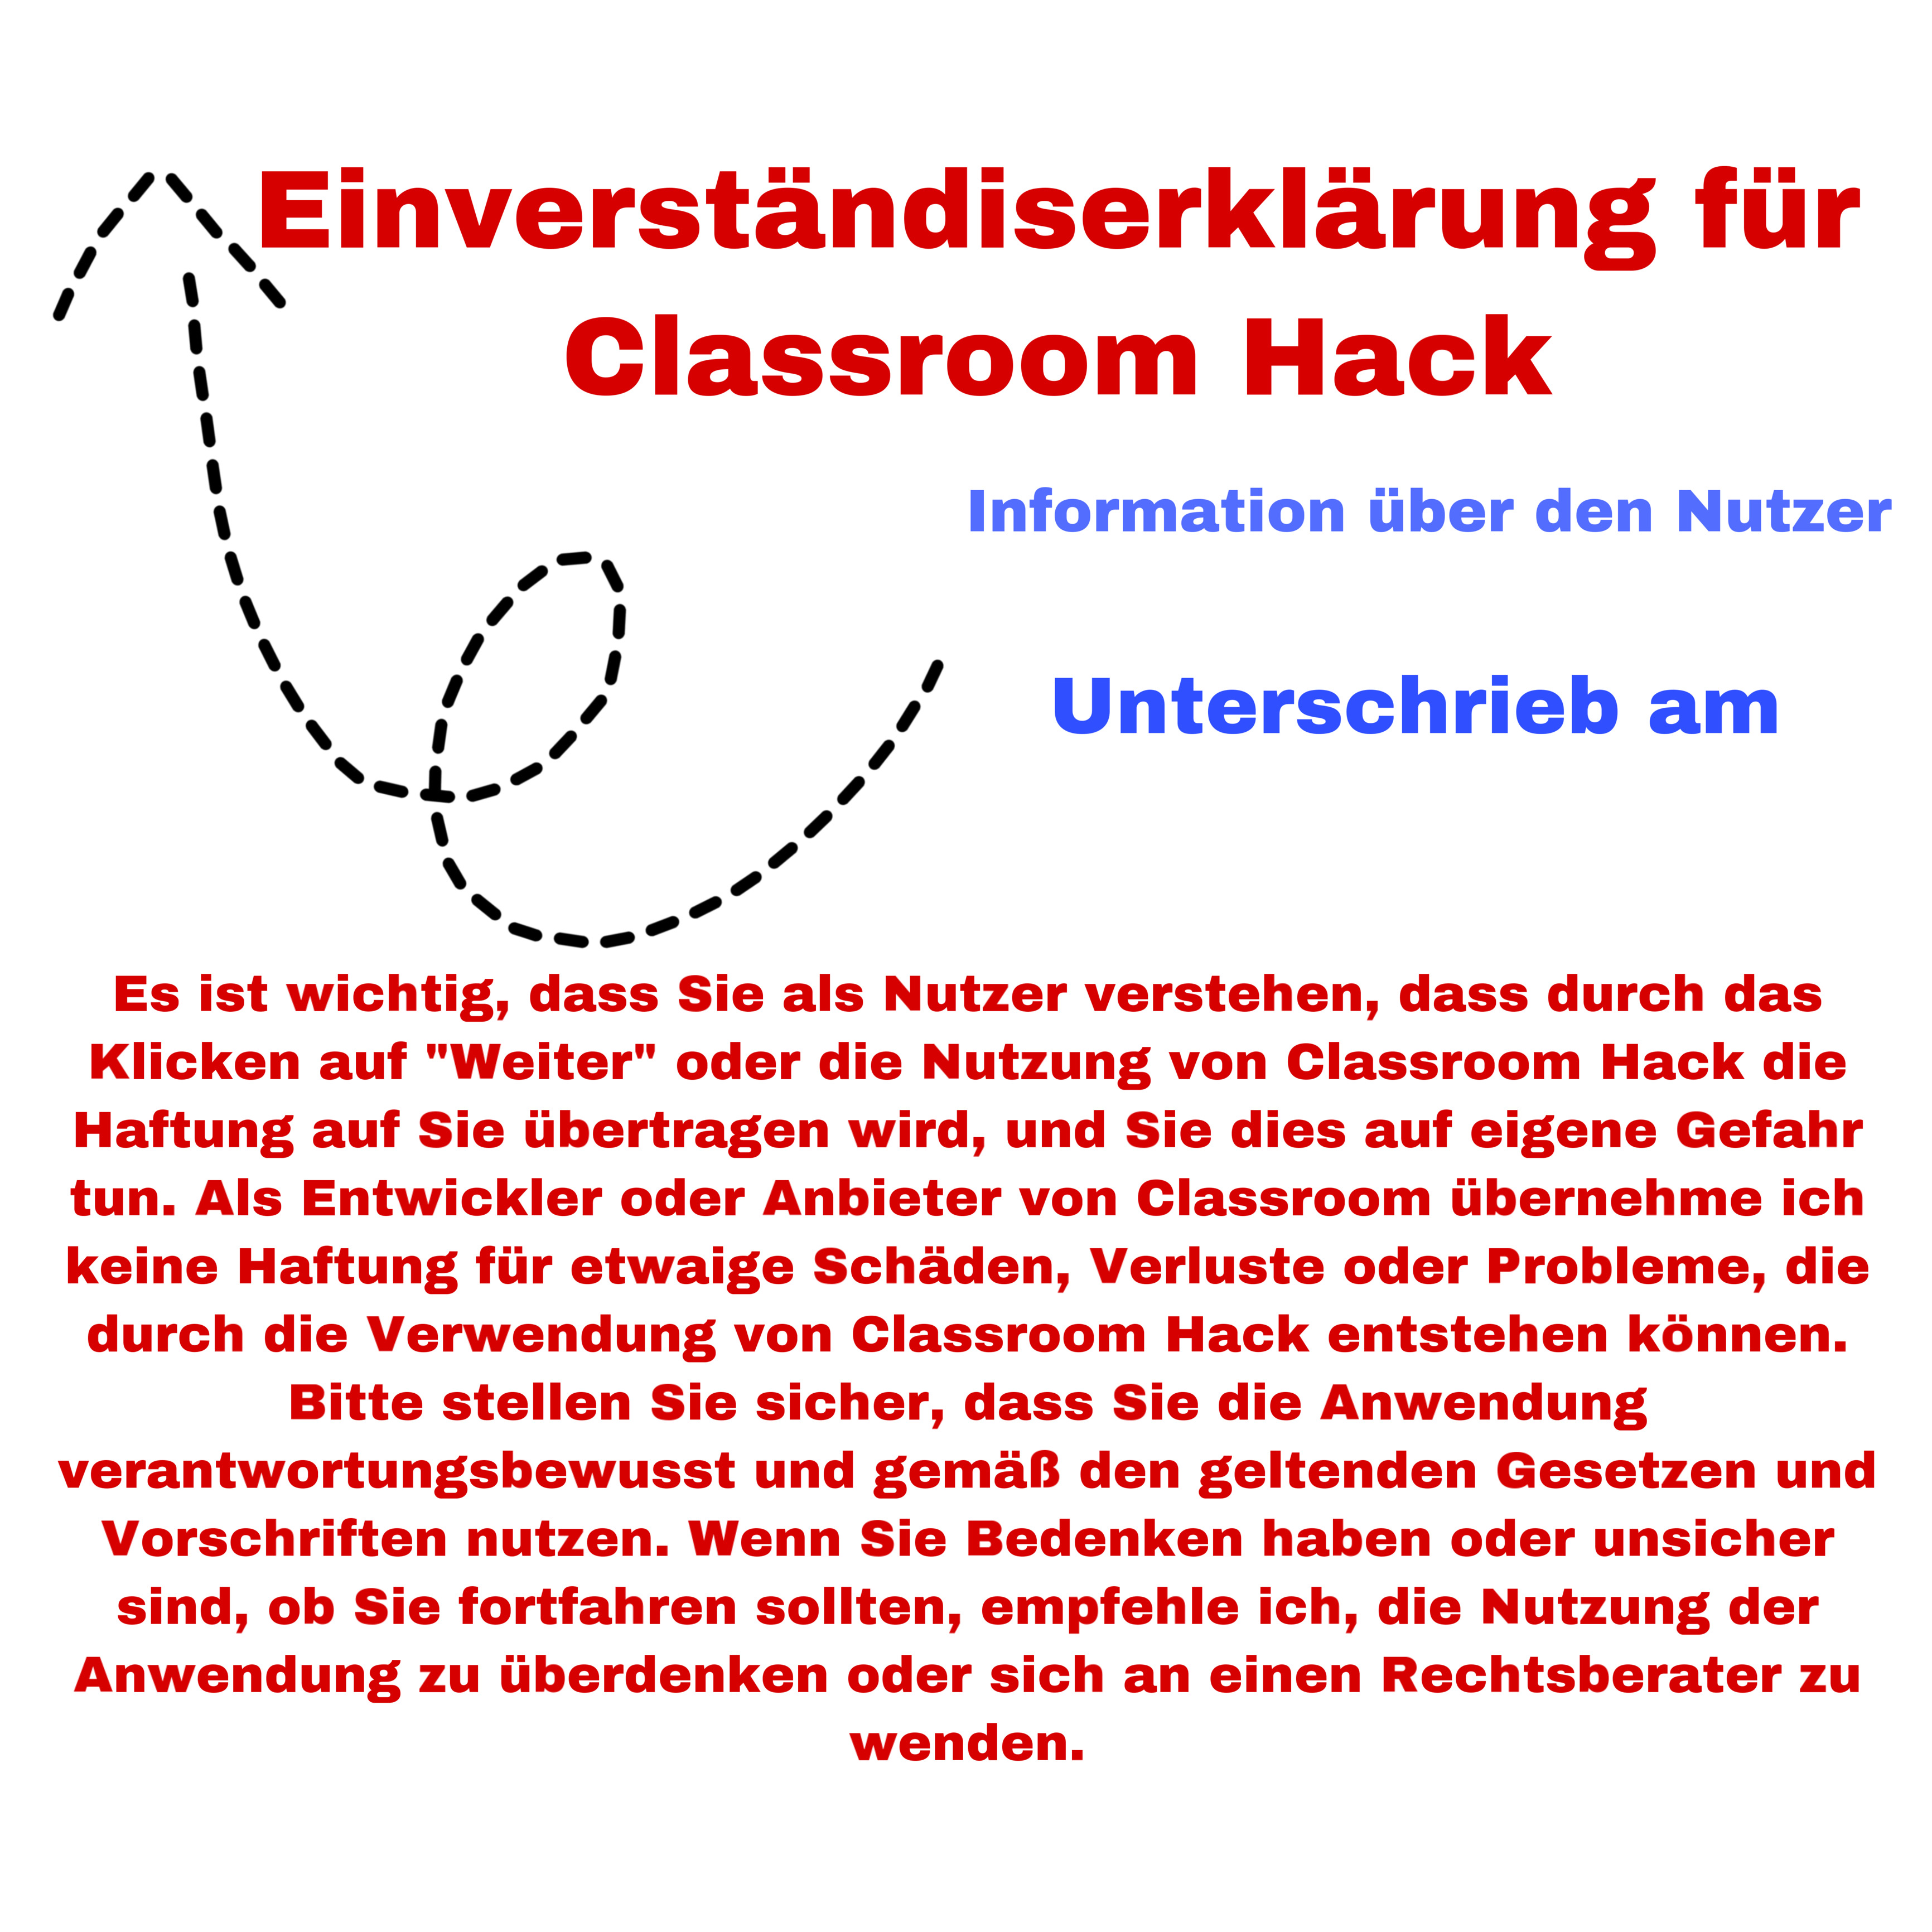 Einverständiserklärung für
Classroom Hack
Information über den Nutzer
Unterschrieb am
Es ist wichtig, dass Sie als Nutzer verstehen, dass durch das
Klicken auf "Weiter" oder die Nutzung von Classroom Hack die
Haftung auf Sie übertragen wird, und Sie dies auf eigene Gefahr
tun. Als Entwickler oder Anbieter von Classroom übernehme ich
keine Haftung für etwaige Schäden, Verluste oder Probleme, die
durch die Verwendung von Classroom Hack entstehen können.
Bitte stellen Sie sicher, dass Sie die Anwendung
verantwortungsbewusst und gemäß den geltenden Gesetzen und
Vorschriften nutzen. Wenn Sie Bedenken haben oder unsicher
sind, ob Sie fortfahren sollten, empfehle ich, die Nutzung der
Anwendung zu überdenken oder sich an einen Rechtsberater zu
wenden.